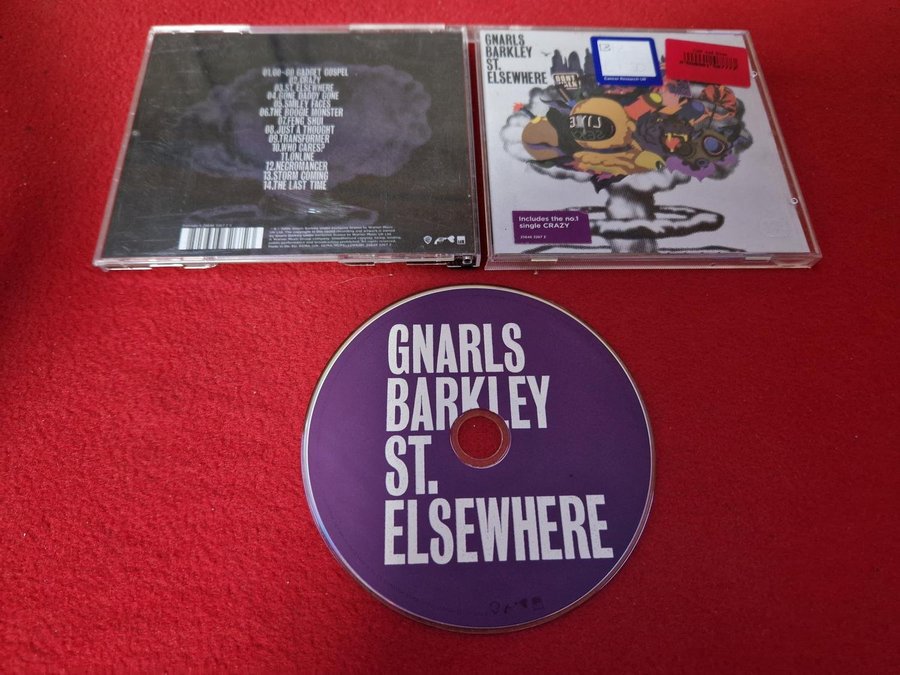 01.GO-GO GADGET GOSPEL
02.CRAZY
03.ST. ELSEWHERE
04.GONE DADDY GONE
05.SMILEY FACES
06.THE BOOGIE MONSTER
07.FENG SHUI
08.JUST A THOUGHT
09.TRANSFORMER
10.WHO CARES?
11.ONLINE
12.NECROMANCER
13.STORM COMING
14.THE LAST TIME
GNARLS
BARKLEY
ST.
ELSEWHERE
Cancer Research UK
Includes the no.1
single CRAZY
GNARLS
BARKLEY
ST.
ELSEWHERE